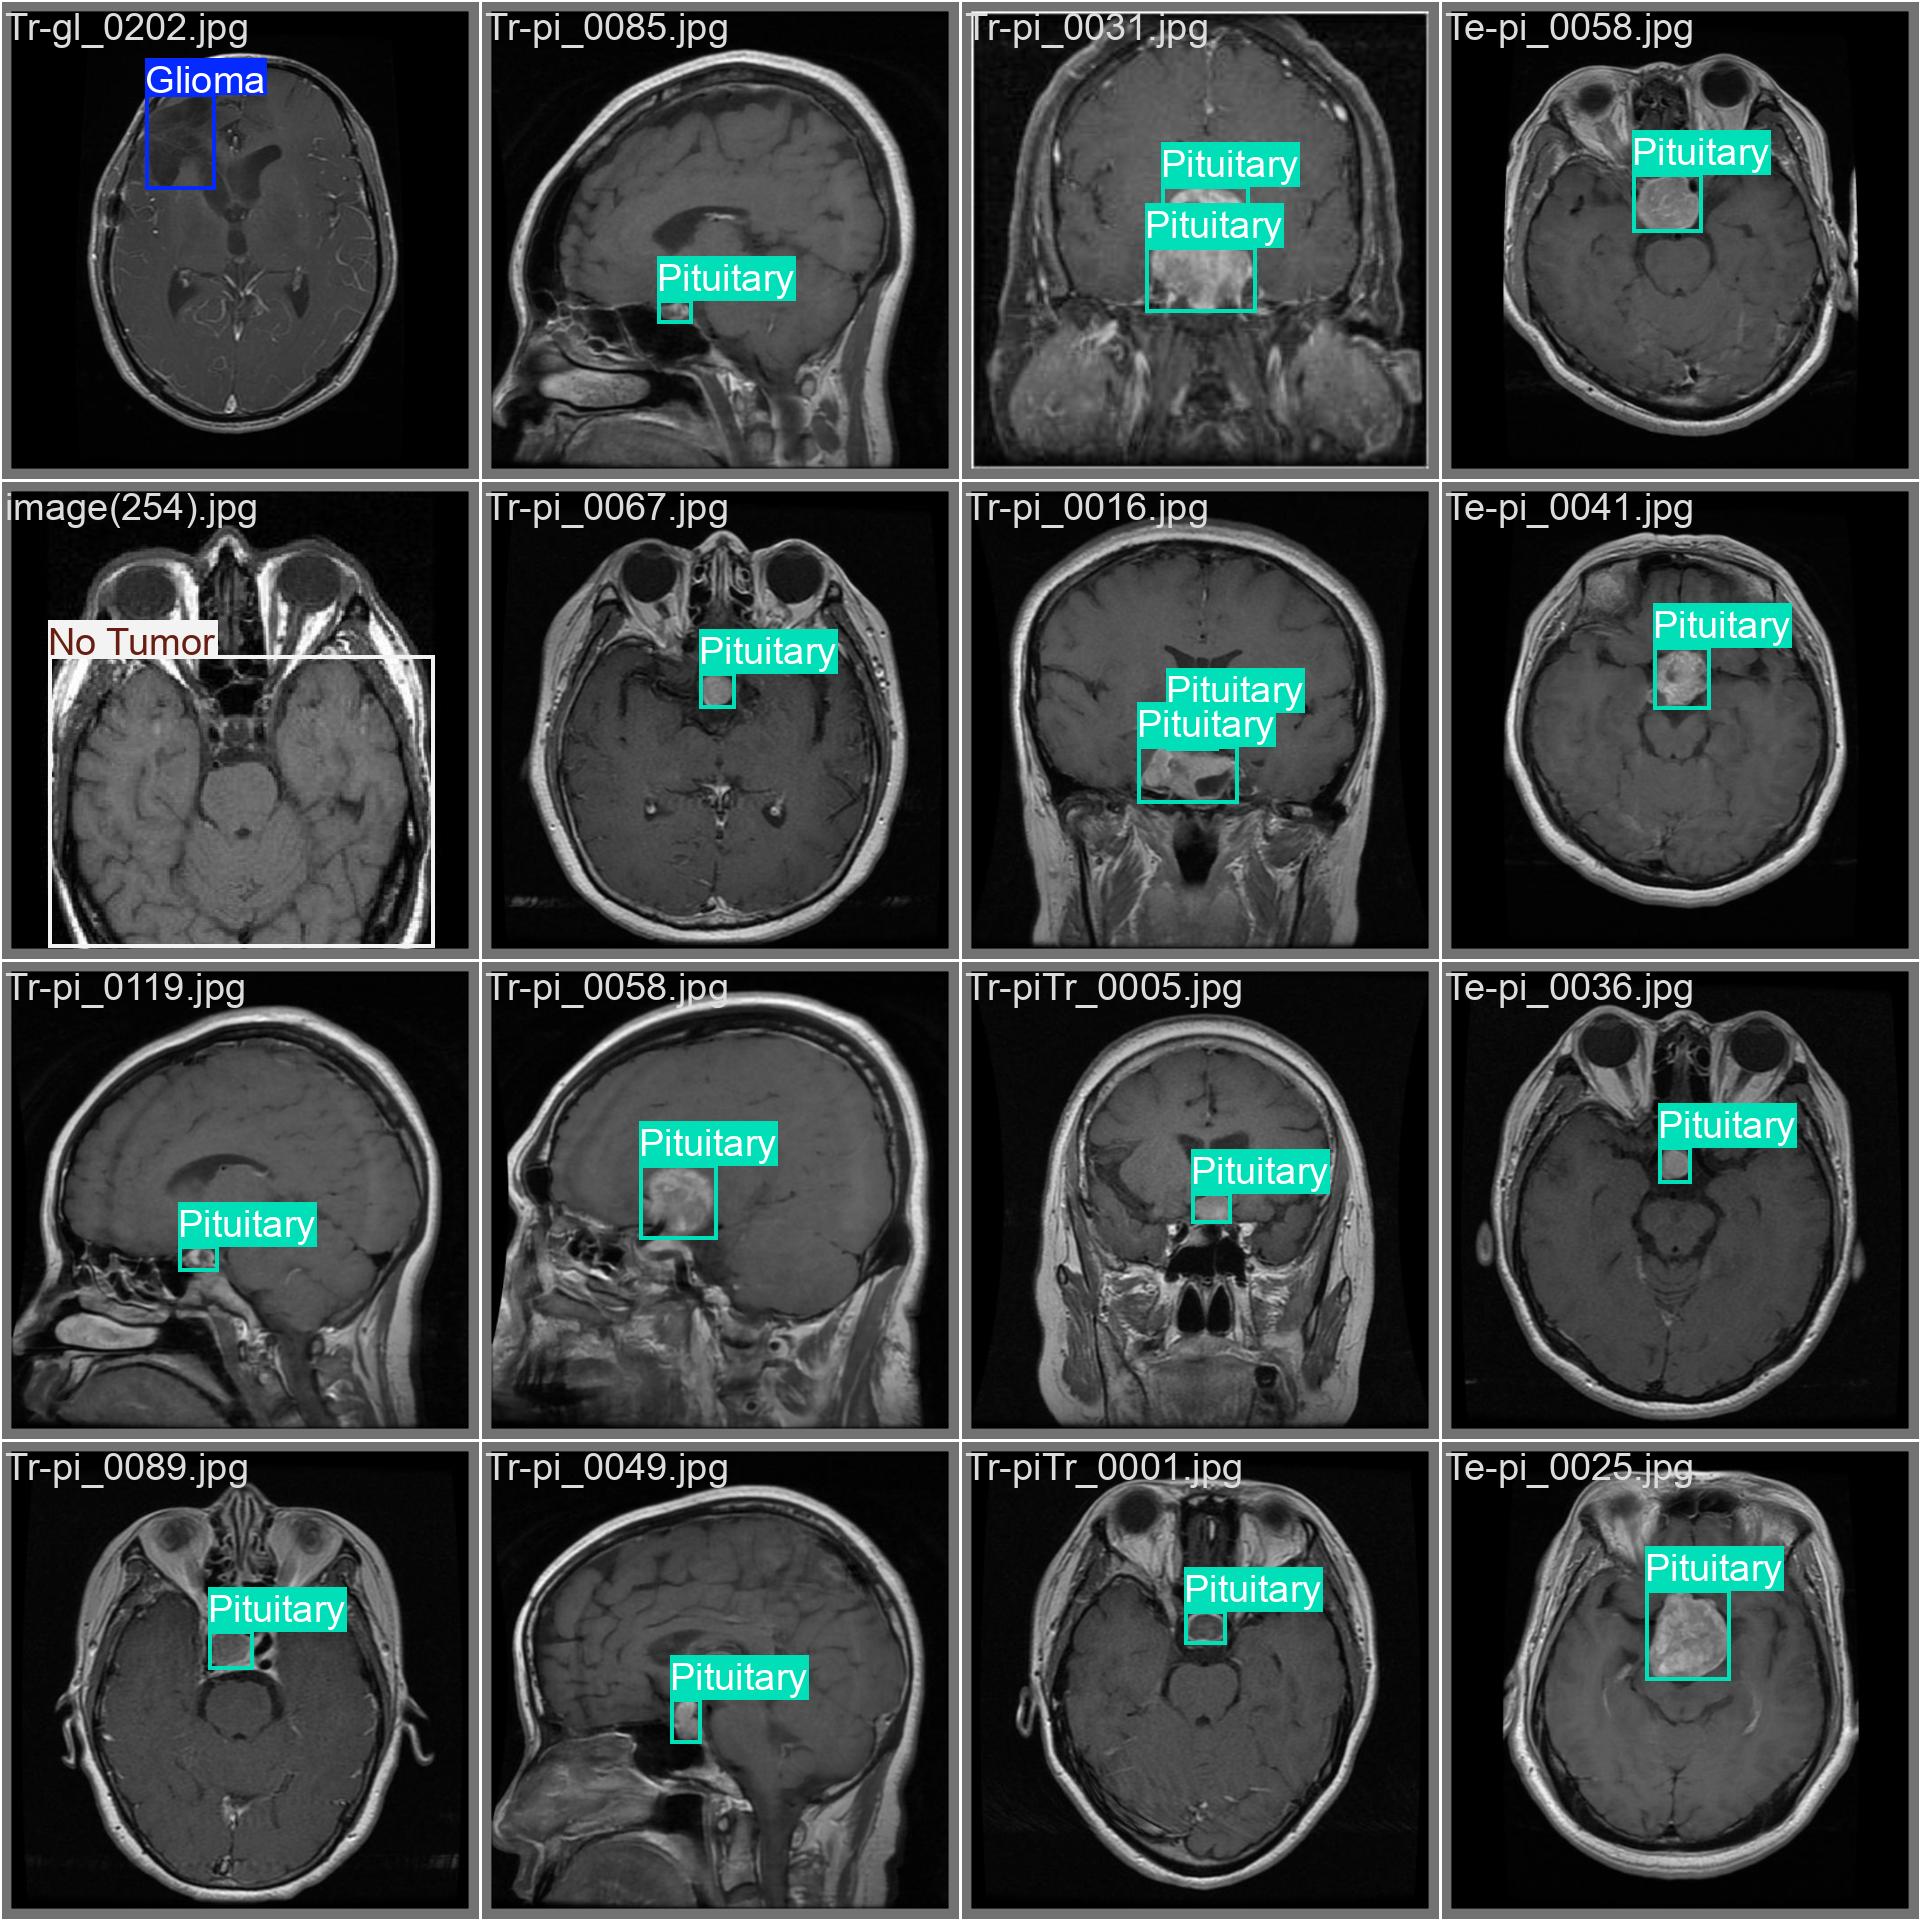 Tr-gl_0202.jpg
Glioma
Tr-pi_0085.jpg
Pituitary
Tr-pi_0031.jpg
Pituitary
Pituitary
Te-pi_0058.jpg
Pituitary
image(254).jpg
No Tumor
Tr-pi_0067.jpg
Pituitary
Tr-pi_0016.jpg
Pituitary
Pituitary
Te-pi_0041.jpg
Pituitary
Tr-pi_0119.jpg
Pituitary
Tr-pi_0058.jpg
Pituitary
Tr-piTr_0005.jpg
Pituitary
Te-pi_0036.jpg
Pituitary
Tr-pi_0089.jpg
Pituitary
Tr-pi_0049.jpg
Pituitary
Tr-piTr_0001.jpg
Pituitary
Te-pi_0025.jpg
Pituitary